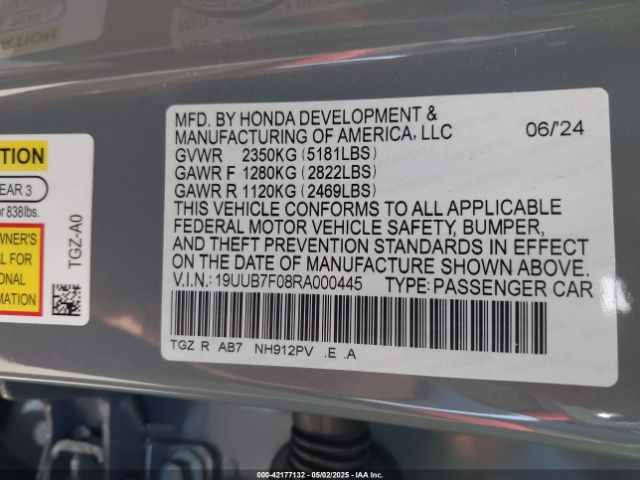 MFD. BY HONDA DEVELOPMENT &
MANUFACTURING OF AMERICA, LLC
06/'24
GVWR 2350KG (5181LBS)
GAWR F 1280KG (2822LBS)
GAWR R 1120KG (2469LBS)
THIS VEHICLE CONFORMS TO ALL APPLICABLE
FEDERAL MOTOR VEHICLE SAFETY, BUMPER,
AND THEFT PREVENTION STANDARDS IN EFFECT
ON THE DATE OF MANUFACTURE SHOWN ABOVE.
V.I.N.: 19UUB7F08RA000445 TYPE: PASSENGER CAR
TGZ R AB7 NH912PV .E .A
TION
EAR 3
or 838lbs.
WNER'S
AL FOR
ONAL
MATION
TGZ-A0
000-42177132 - 05/02/2025 - IAA Inc.